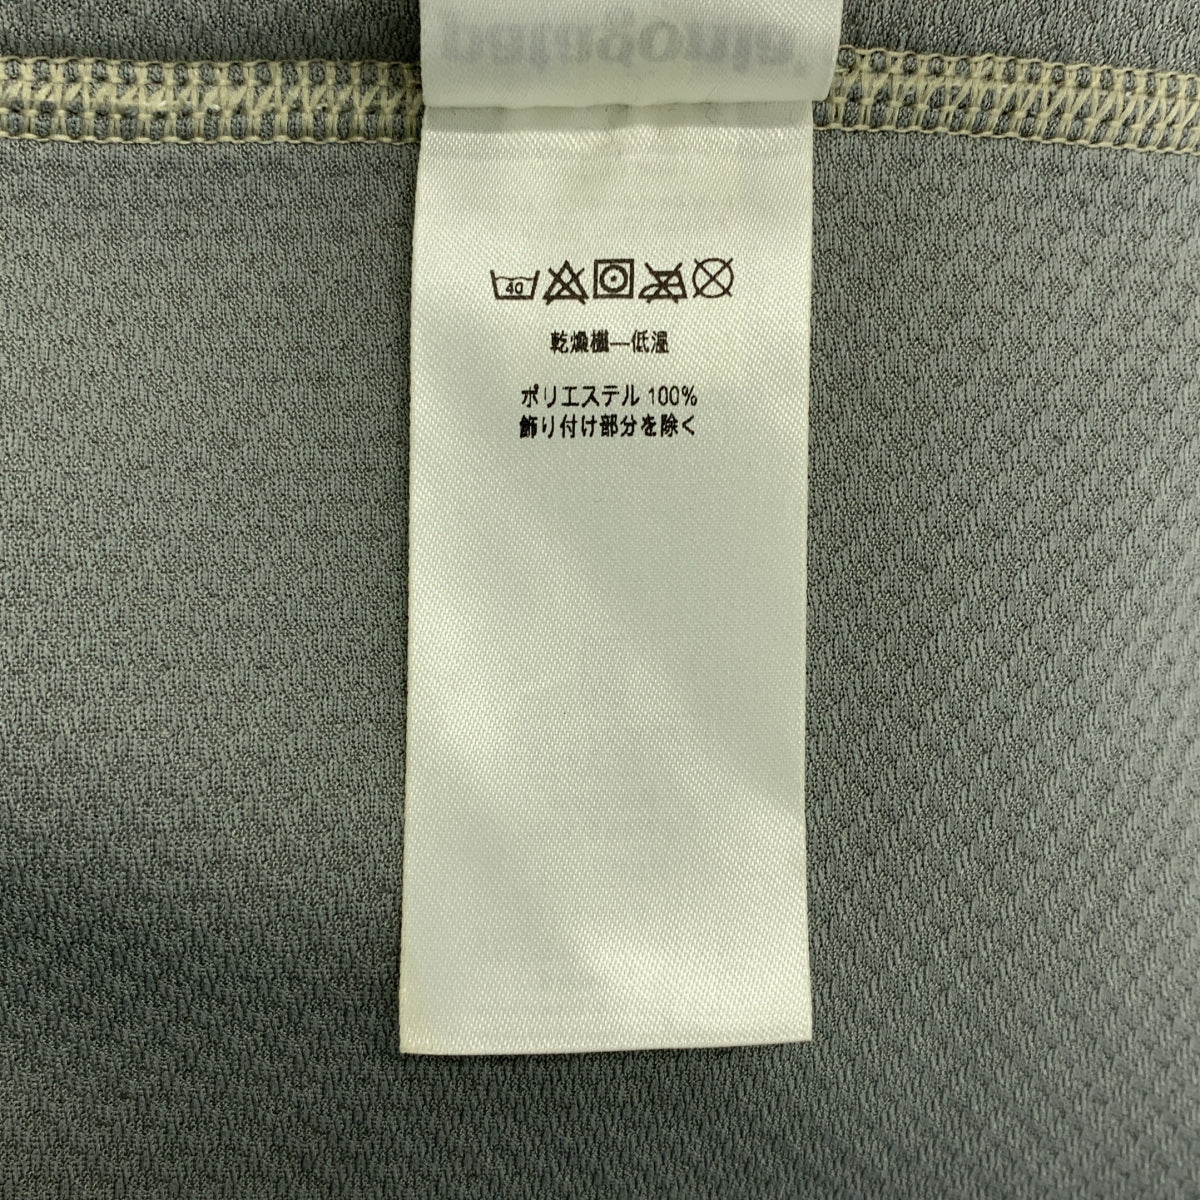 patagonia
40
乾燥機—低温
ポリエステル 100%
飾り付け部分を除く